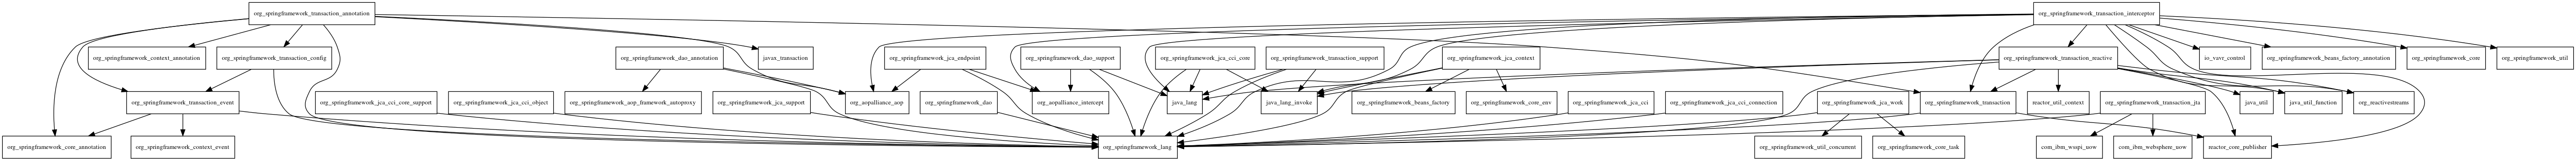 org_springframework_transaction_annotation
org_springframework_transaction_interceptor
org_springframework_context_annotation
org_springframework_transaction_config
org_springframework_dao_annotation
javax_transaction
org_springframework_jca_endpoint
org_springframework_dao_support
org_springframework_jca_cci_core
org_springframework_transaction_support
org_springframework_jca_context
org_springframework_transaction_reactive
io_vavr_control
org_springframework_beans_factory_annotation
org_springframework_core
org_springframework_util
org_springframework_transaction_event
org_springframework_jca_cci_core_support
org_springframework_jca_cci_object
org_springframework_aop_framework_autoproxy
org_springframework_jca_support
org_aopalliance_aop
org_springframework_dao
org_aopalliance_intercept
java_lang
java_lang_invoke
org_springframework_beans_factory
org_springframework_core_env
org_springframework_jca_cci
org_springframework_jca_cci_connection
org_springframework_jca_work
org_springframework_transaction
reactor_util_context
org_springframework_transaction_jta
java_util
java_util_function
org_reactivestreams
org_springframework_core_annotation
org_springframework_context_event
org_springframework_lang
org_springframework_util_concurrent
org_springframework_core_task
com_ibm_wsspi_uow
com_ibm_websphere_uow
reactor_core_publisher